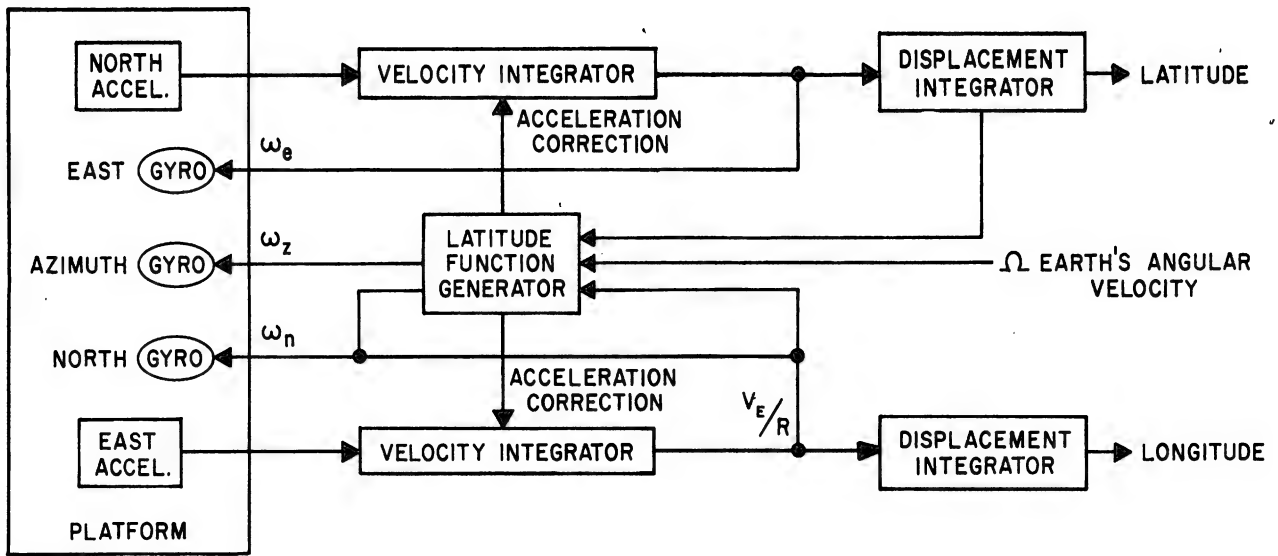 NORTH
ACCEL.
VELOCITY INTEGRATOR
DISPLACEMENT
INTEGRATOR
LATITUDE
ACCELERATION
CORRECTION
ωe
EAST GYRO
LATITUDE
FUNCTION
GENERATOR
ωz
AZIMUTH GYRO
Ω EARTH'S ANGULAR
VELOCITY
ωn
NORTH GYRO
ACCELERATION
CORRECTION
VE/R
EAST
ACCEL.
VELOCITY INTEGRATOR
DISPLACEMENT
INTEGRATOR
LONGITUDE
PLATFORM